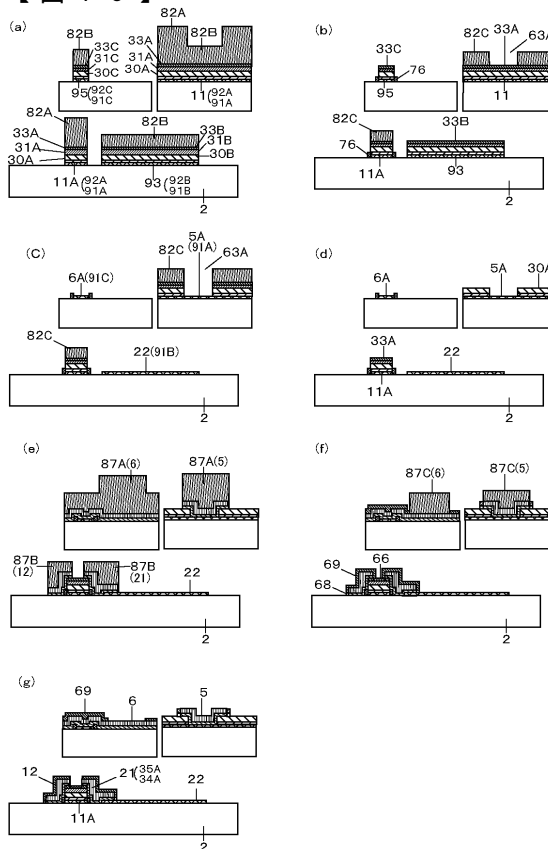 (a)
82A
82B
82B
33A
33C
31C
30C
31A
30A
95(92C
91C)
11(92A
91A)
82A
82B
33A
31A
30A
33B
31B
30B
11A(92A
91A)
93(92B
91B)
2
(b)
82C
33A
63A
33C
76
95
11
82C
33B
76
11A
93
2
(C)
82C
5A
(91A)
63A
6A(91C)
82C
22(91B)
2
(d)
6A
5A
30A
33A
22
11A
2
(e)
87A(6)
87A(5)
87B
(12)
87B
(21)
22
2
(f)
87C(6)
87C(5)
69
66
68
22
2
(g)
69
6
5
12
21(35A
34A
22
11A
2